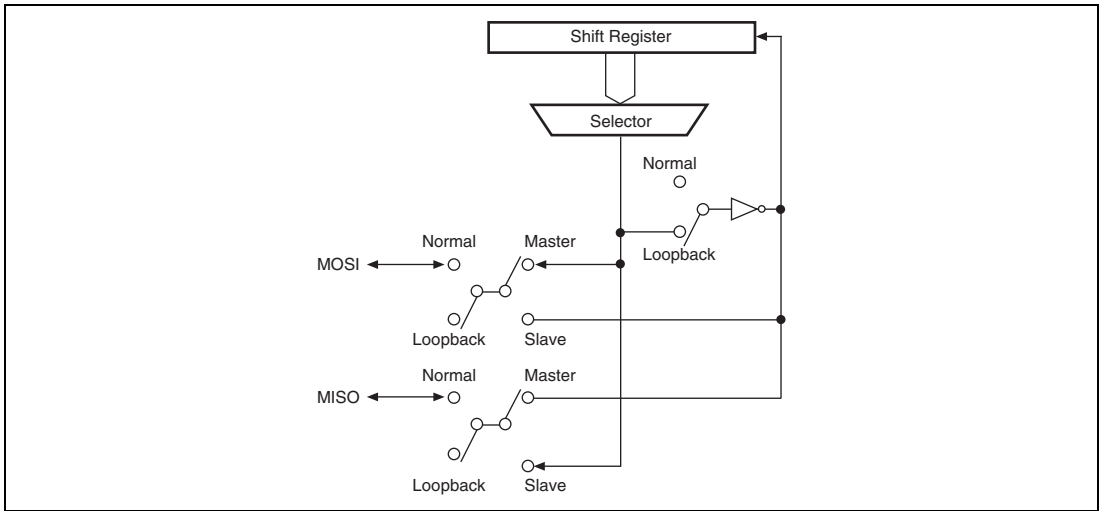 Shift Register
Selector
Normal
Loopback
Normal
Master
MOSI
Loopback
Slave
Normal
Master
MISO
Loopback
Slave